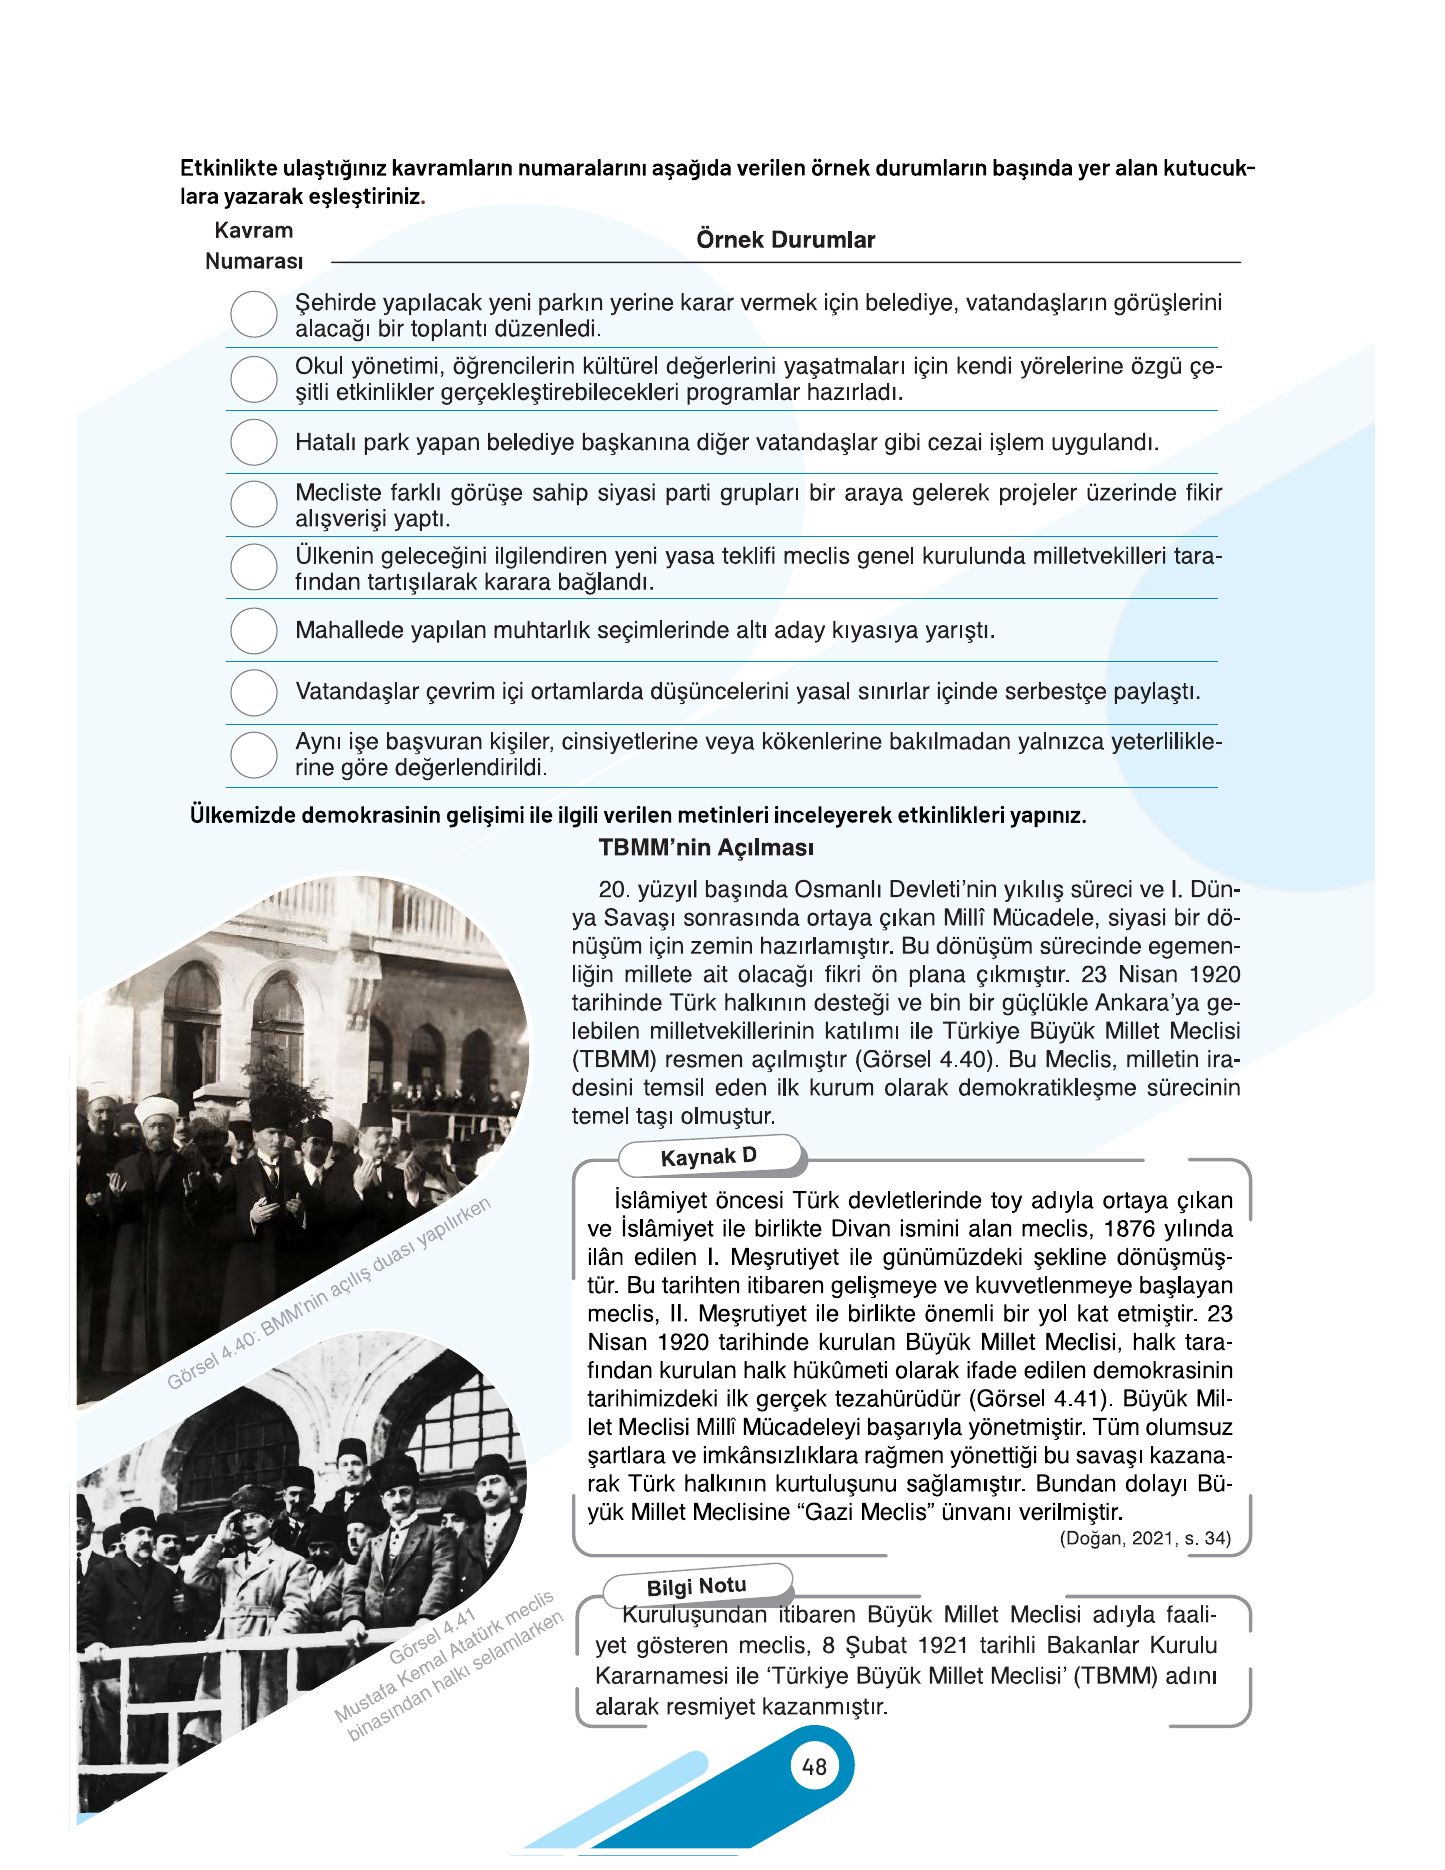 Etkinlikte ulaştığınız kavramların numaralarını aşağıda verilen örnek durumların başında yer alan kutucuk-
lara yazarak eşleştiriniz.
Kavram
Numarası
Örnek Durumlar
Şehirde yapılacak yeni parkın yerine karar vermek için belediye, vatandaşların görüşlerini
alacağı bir toplantı düzenledi.
Okul yönetimi, öğrencilerin kültürel değerlerini yaşatmaları için kendi yörelerine özgü çe-
şitli etkinlikler gerçekleştirebilecekleri programlar hazırladı.
Hatalı park yapan belediye başkanına diğer vatandaşlar gibi cezai işlem uygulandı.
Mecliste farklı görüşe sahip siyasi parti grupları bir araya gelerek projeler üzerinde fikir
alışverişi yaptı.
Ülkenin geleceğini ilgilendiren yeni yasa teklifi meclis genel kurulunda milletvekilleri tara-
fından tartışılarak karara bağlandı.
Mahallede yapılan muhtarlık seçimlerinde altı aday kıyasıya yarıştı.
Vatandaşlar çevrim içi ortamlarda düşüncelerini yasal sınırlar içinde serbestçe paylaştı.
Aynı işe başvuran kişiler, cinsiyetlerine veya kökenlerine bakılmadan yalnızca yeterlilikle-
rine göre değerlendirildi.
Ülkemizde demokrasinin gelişimi ile ilgili verilen metinleri inceleyerek etkinlikleri yapınız.
TBMM’nin Açılması
20. yüzyıl başında Osmanlı Devleti’nin yıkılış süreci ve I. Dün-
ya Savaşı sonrasında ortaya çıkan Millî Mücadele, siyasi bir dö-
nüşüm için zemin hazırlamıştır. Bu dönüşüm sürecinde egemen-
liğin millete ait olacağı fikri ön plana çıkmıştır. 23 Nisan 1920
tarihinde Türk halkının desteği ve bin bir güçlükle Ankara’ya ge-
lebilen milletvekillerinin katılımı ile Türkiye Büyük Millet Meclisi
(TBMM) resmen açılmıştır (Görsel 4.40). Bu Meclis, milletin ira-
desini temsil eden ilk kurum olarak demokratikleşme sürecinin
temel taşı olmuştur.
Görsel 4.40: BMM’nin açılış duası yapılırken
Kaynak D
İslâmiyet öncesi Türk devletlerinde toy adıyla ortaya çıkan
ve İslâmiyet ile birlikte Divan ismini alan meclis, 1876 yılında
ilân edilen I. Meşrutiyet ile günümüzdeki şekline dönüşmüş-
tür. Bu tarihten itibaren gelişmeye ve kuvvetlenmeye başlayan
meclis, II. Meşrutiyet ile birlikte önemli bir yol kat etmiştir. 23
Nisan 1920 tarihinde kurulan Büyük Millet Meclisi, halk tara-
fından kurulan halk hükûmeti olarak ifade edilen demokrasinin
tarihimizdeki ilk gerçek tezahürüdür (Görsel 4.41). Büyük Mil-
let Meclisi Millî Mücadeleyi başarıyla yönetmiştir. Tüm olumsuz
şartlara ve imkânsızlıklara rağmen yönettiği bu savaşı kazana-
rak Türk halkının kurtuluşunu sağlamıştır. Bundan dolayı Bü-
yük Millet Meclisine “Gazi Meclis” ünvanı verilmiştir.
(Doğan, 2021, s. 34)
Görsel 4.41
Mustafa Kemal Atatürk meclis
binasından halkı selamlarken
Bilgi Notu
Kuruluşundan itibaren Büyük Millet Meclisi adıyla faali-
yet gösteren meclis, 8 Şubat 1921 tarihli Bakanlar Kurulu
Kararnamesi ile ‘Türkiye Büyük Millet Meclisi’ (TBMM) adını
alarak resmiyet kazanmıştır.
48